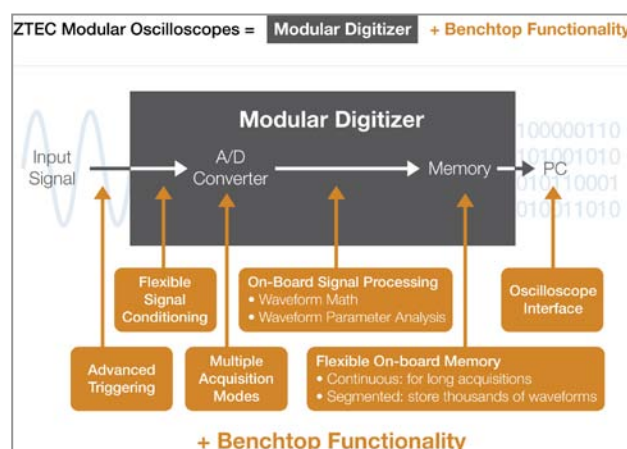 ZTEC Modular Oscilloscopes = Modular Digitizer + Benchtop Functionality
Modular Digitizer
Input
Signal
A/D
Converter
Memory
PC
100000110
101001010
010110001
010011010
Flexible
Signal
Conditioning
On-Board Signal Processing
• Waveform Math
• Waveform Parameter Analysis
Oscilloscope
Interface
Advanced
Triggering
Multiple
Acquisition
Modes
Flexible On-board Memory
• Continuous: for long acquisitions
• Segmented: store thousands of waveforms
+ Benchtop Functionality